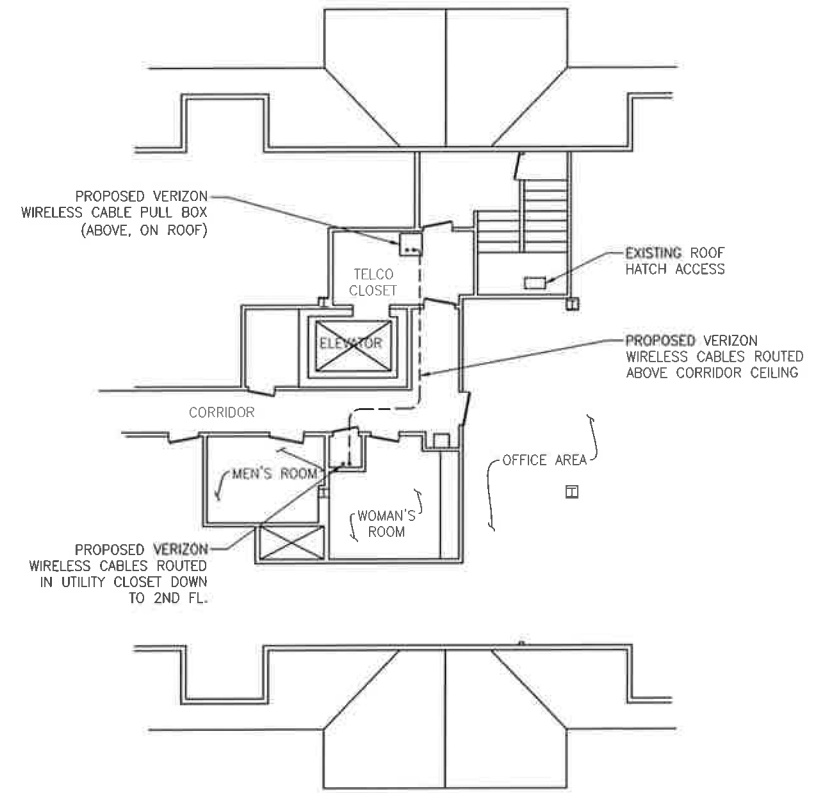 PROPOSED VERIZON
WIRELESS CABLE PULL BOX
(ABOVE, ON ROOF)
TELCO
CLOSET
EXISTING ROOF
HATCH ACCESS
ELEVATOR
PROPOSED VERIZON
WIRELESS CABLES ROUTED
ABOVE CORRIDOR CEILING
CORRIDOR
OFFICE AREA
MEN'S ROOM
WOMAN'S
ROOM
PROPOSED VERIZON
WIRELESS CABLES ROUTED
IN UTILITY CLOSET DOWN
TO 2ND FL.